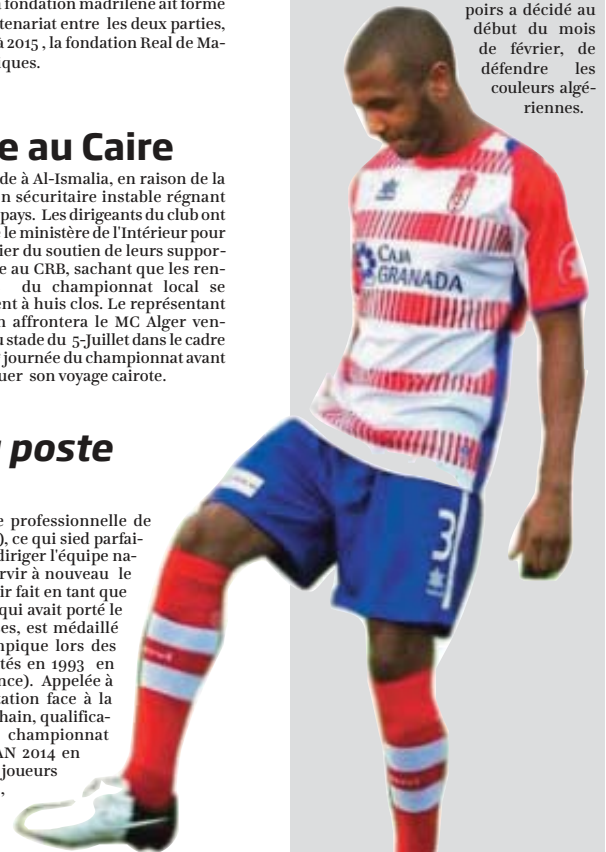 fondation madrilène ait formé
tenariat entre les deux parties,
à 2015 , la fondation Real de Ma-
iques.
e au Caire
de à Al-Ismalia, en raison de la
n sécuritaire instable régnant
pays. Les dirigeants du club ont
le ministère de l'Intérieur pour
ier du soutien de leurs suppor-
e au CRB, sachant que les ren-
du championnat local se
ent à huis clos. Le représentant
n affrontera le MC Alger ven-
u stade du 5-Juillet dans le cadre
journée du championnat avant
uer son voyage cairote.
poste
e professionnelle de
), ce qui sied parfai-
diriger l'équipe na-
rvir à nouveau le
ir fait en tant que
qui avait porté le
es, est médaillé
mpique lors des
tés en 1993 en
nce). Appelée à
tation face à la
hain, qualifica-
championnat
AN 2014 en
joueurs
,
poirs a décidé au
début du mois
de février, de
défendre les
couleurs algé-
riennes.
CAJA
GRANADA
3